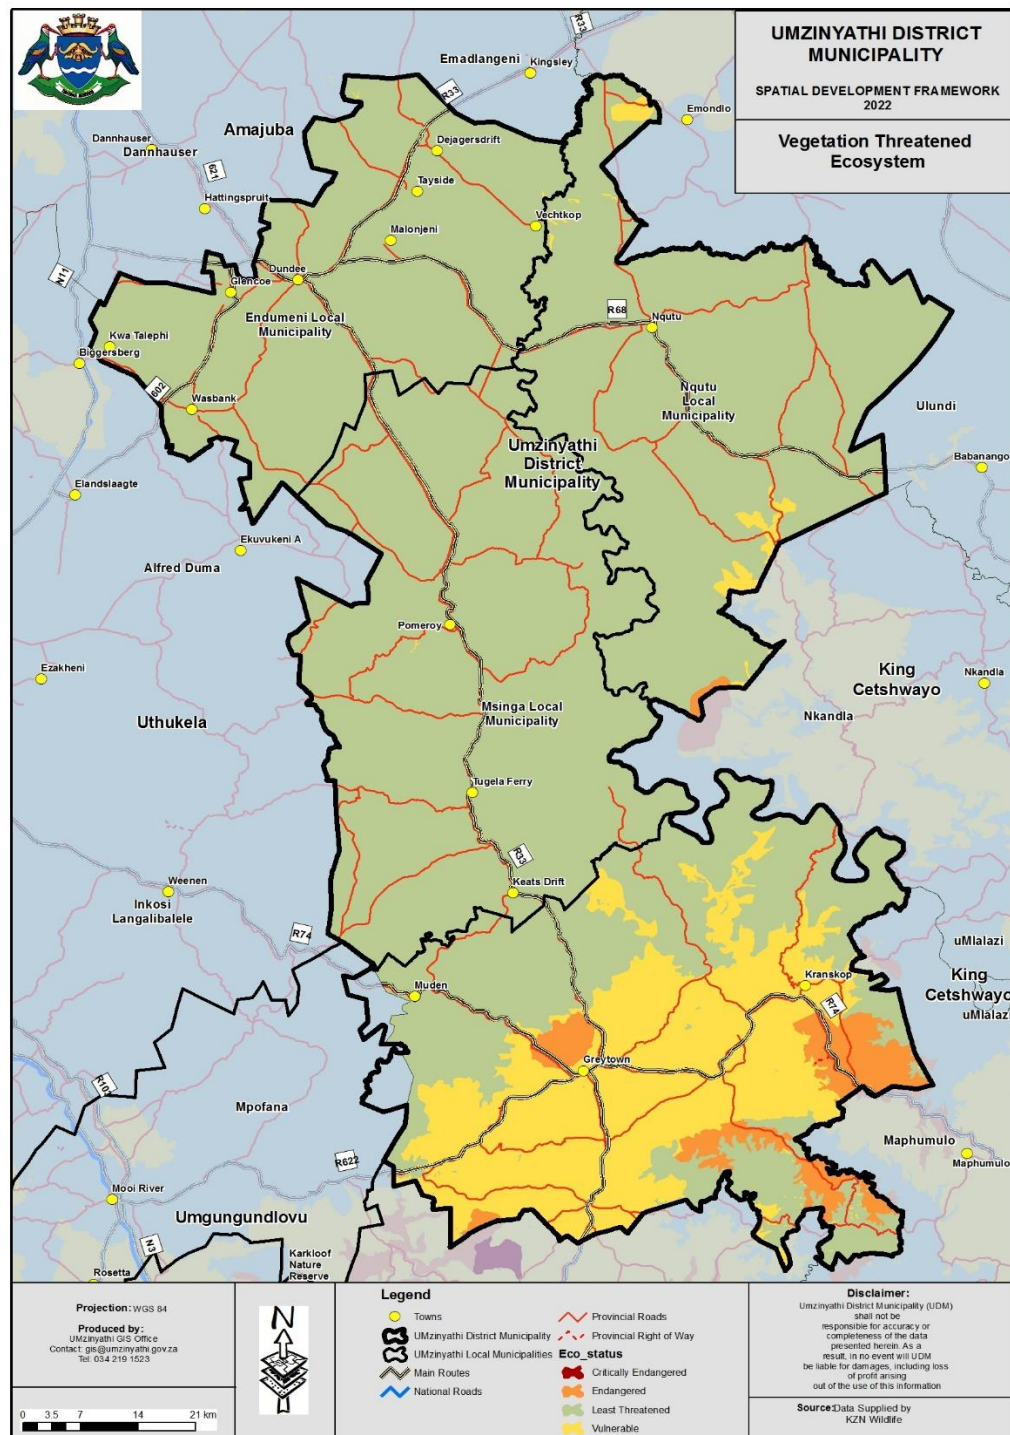 UMZINYATHI DISTRICT
MUNICIPALITY
SPATIAL DEVELOPMENT FRAMEWORK
2022
Vegetation Threatened
Ecosystem
R33
Emadlangeni
Kingsley
R33
Emondlo
Amajuba
Dannhauser
Dannhauser
621
Dejagersdrift
Tayside
Hattingspruit
Vechtkop
Malonjeni
N11
Dundee
Glencoe
Endumeni Local
Municipality
R68
Nqutu
Kwa Talephi
Biggersberg
602
Wasbank
Nqutu
Local
Municipality
Ulundi
Umzinyathi
District
Municipality
Babanango
Elandslaagte
Ekuvukeni A
Alfred Duma
Pomeroy
Ezakheni
King
Cetshwayo
Nkandla
Nkandla
Uthukela
Msinga Local
Municipality
Tugela Ferry
R33
Keats Drift
Weenen
Inkosi
Langalibalele
R74
uMlalazi
King
Cetshwayo
uMlalazi
Muden
Kranskop
R74
Greytown
R103
Mpofana
Maphumulo
Maphumulo
R622
Mooi River
Umgungundlovu
N3
Rosetta
Karkloof
Nature
Reserve
Projection: WGS 84
Produced by:
UMzinyathi GIS Office
Contact: gis@umzinyathi.gov.za
Tel: 034 219 1523
0 3.5 7 14 21 km
N
Legend
Towns
UMzinyathi District Municipality
UMzinyathi Local Municipalities
Main Routes
National Roads
Provincial Roads
Provincial Right of Way
Eco_status
Critically Endangered
Endangered
Least Threatened
Vulnerable
Disclaimer:
Umzinyathi District Municipality (UDM)
shall not be
responsible for accuracy or
completeness of the data
presented herein. As a
result, in no event will UDM
be liable for damages, including loss
of profit arising
out of the use of this information
Source:Data Supplied by
KZN Wildlife